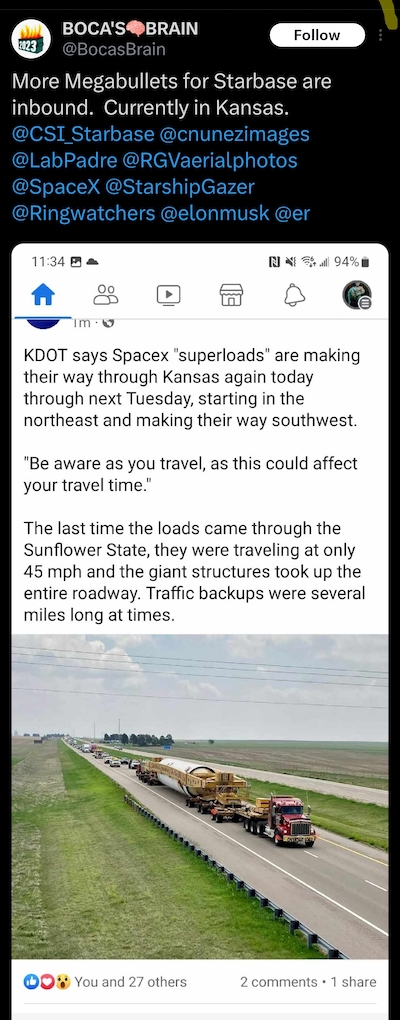 BOCA'S🧠BRAIN
@BocasBrain
Follow
More Megabullets for Starbase are
inbound.  Currently in Kansas.
@CSI_Starbase @cnunezimages
@LabPadre @RGVaerialphotos
@SpaceX @StarshipGazer
@Ringwatchers @elonmusk @er
11:34
94%
1m ·
KDOT says Spacex "superloads" are making
their way through Kansas again today
through next Tuesday, starting in the
northeast and making their way southwest.
"Be aware as you travel, as this could affect
your travel time."
The last time the loads came through the
Sunflower State, they were traveling at only
45 mph and the giant structures took up the
entire roadway. Traffic backups were several
miles long at times.
You and 27 others
2 comments • 1 share